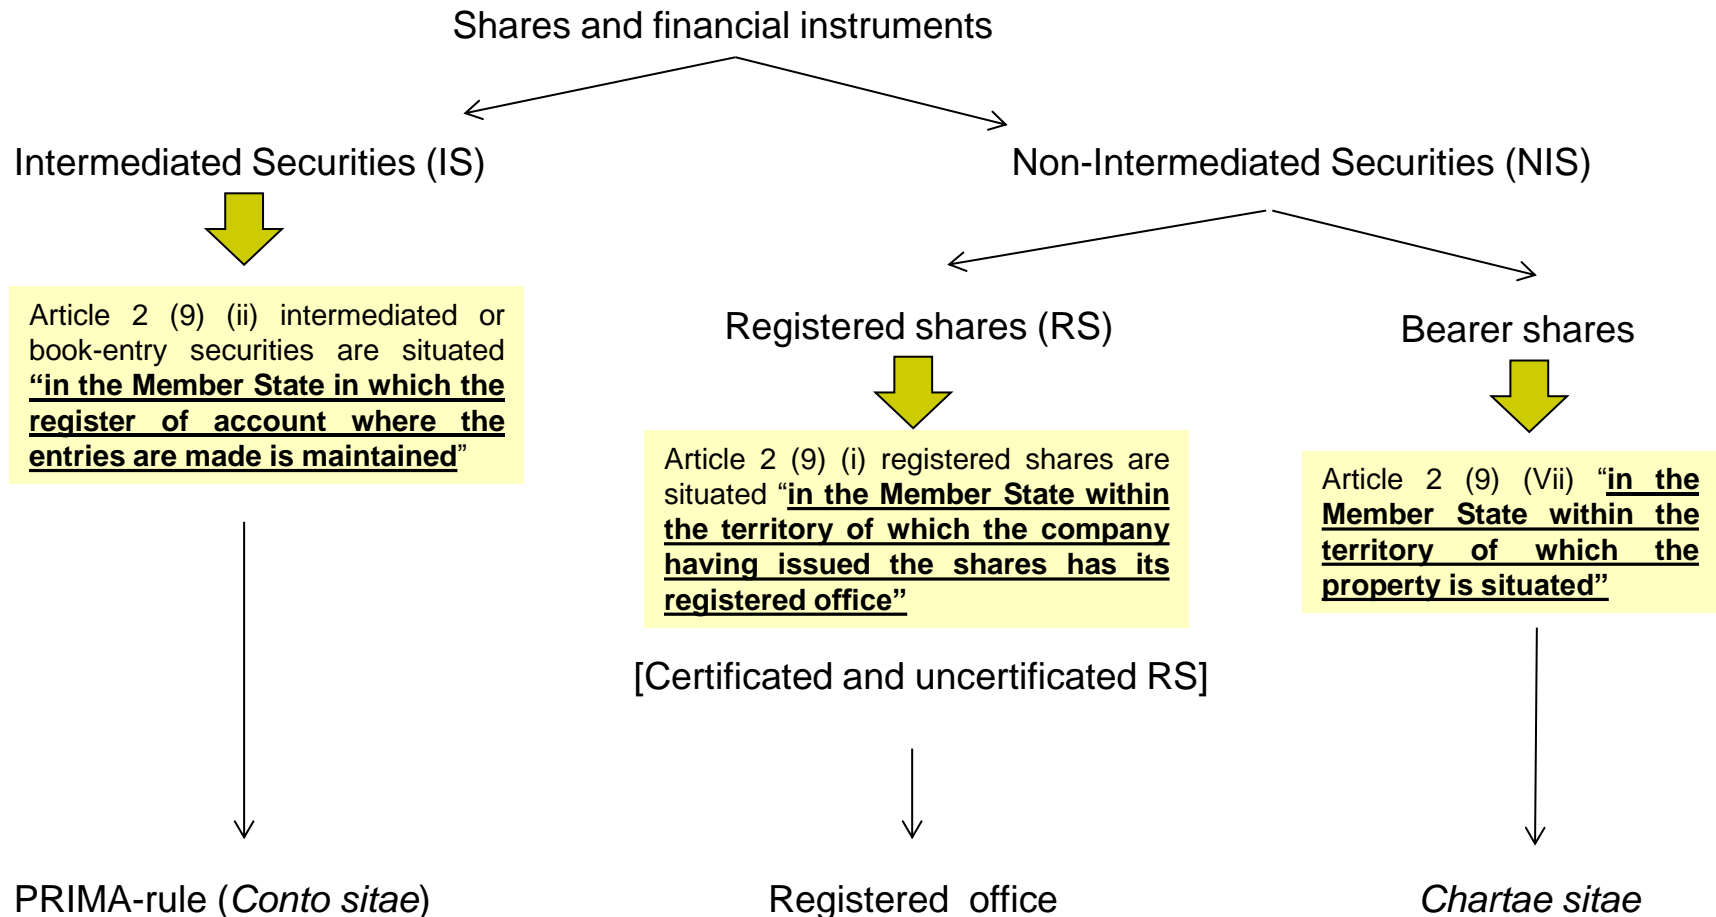 Shares and financial instruments
Intermediated Securities (IS)
Non-Intermediated Securities (NIS)
Article 2 (9) (ii) intermediated or
book-entry securities are situated
“in the Member State in which the
register of account where the
entries are made is maintained”
Registered shares (RS)
Bearer shares
Article 2 (9) (i) registered shares are
situated “in the Member State within
the territory of which the company
having issued the shares has its
registered office”
Article 2 (9) (Vii) “in the
Member State within the
territory of which the
property is situated”
[Certificated and uncertificated RS]
PRIMA-rule (Conto sitae)
Registered office
Chartae sitae